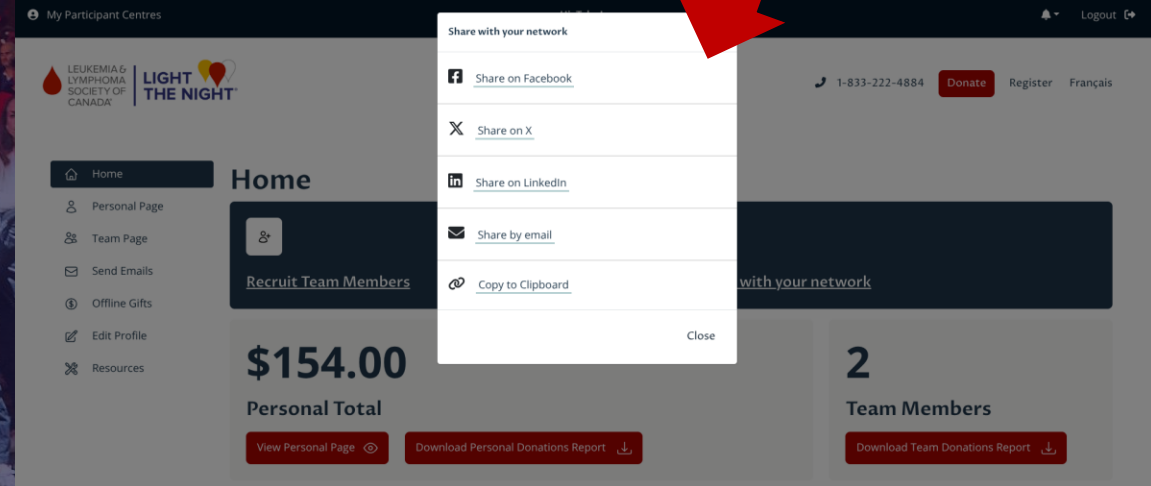 My Participant Centres
Logout
Share with your network
LEUKEMIA &
LYMPHOMA
SOCIETY OF
CANADA
LIGHT
THE NIGHT
1-833-222-4884
Donate
Register
Français
Share on Facebook
Share on X
Share on LinkedIn
Share by email
Copy to Clipboard
Close
Home
Personal Page
Team Page
Send Emails
Offline Gifts
Edit Profile
Resources
Home
Recruit Team Members
with your network
$154.00
Personal Total
View Personal Page
Download Personal Donations Report
2
Team Members
Download Team Donations Report